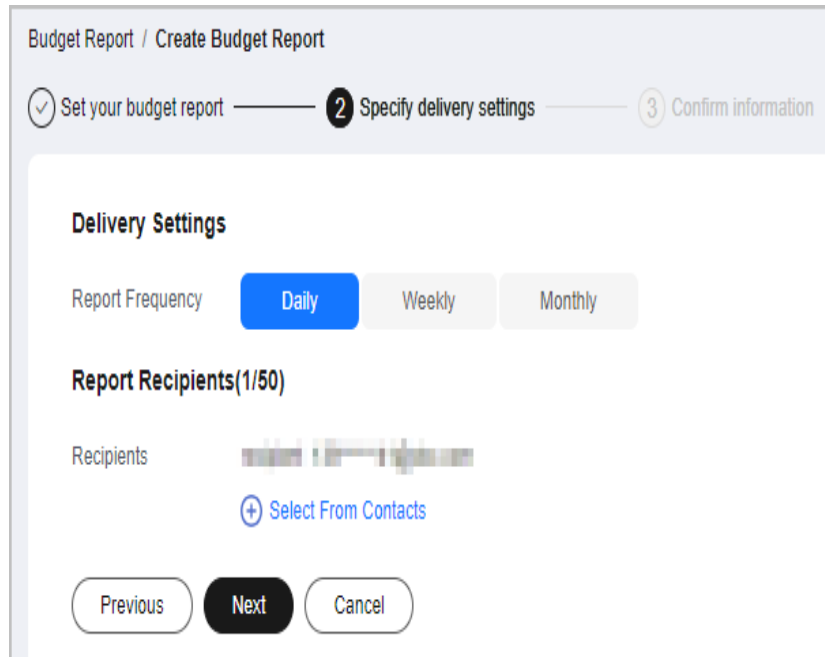 Budget Report / Create Budget Report
Set your budget report 2 Specify delivery settings 3 Confirm information
Delivery Settings
Report Frequency Daily Weekly Monthly
Report Recipients(1/50)
Recipients
Select From Contacts
Previous Next Cancel